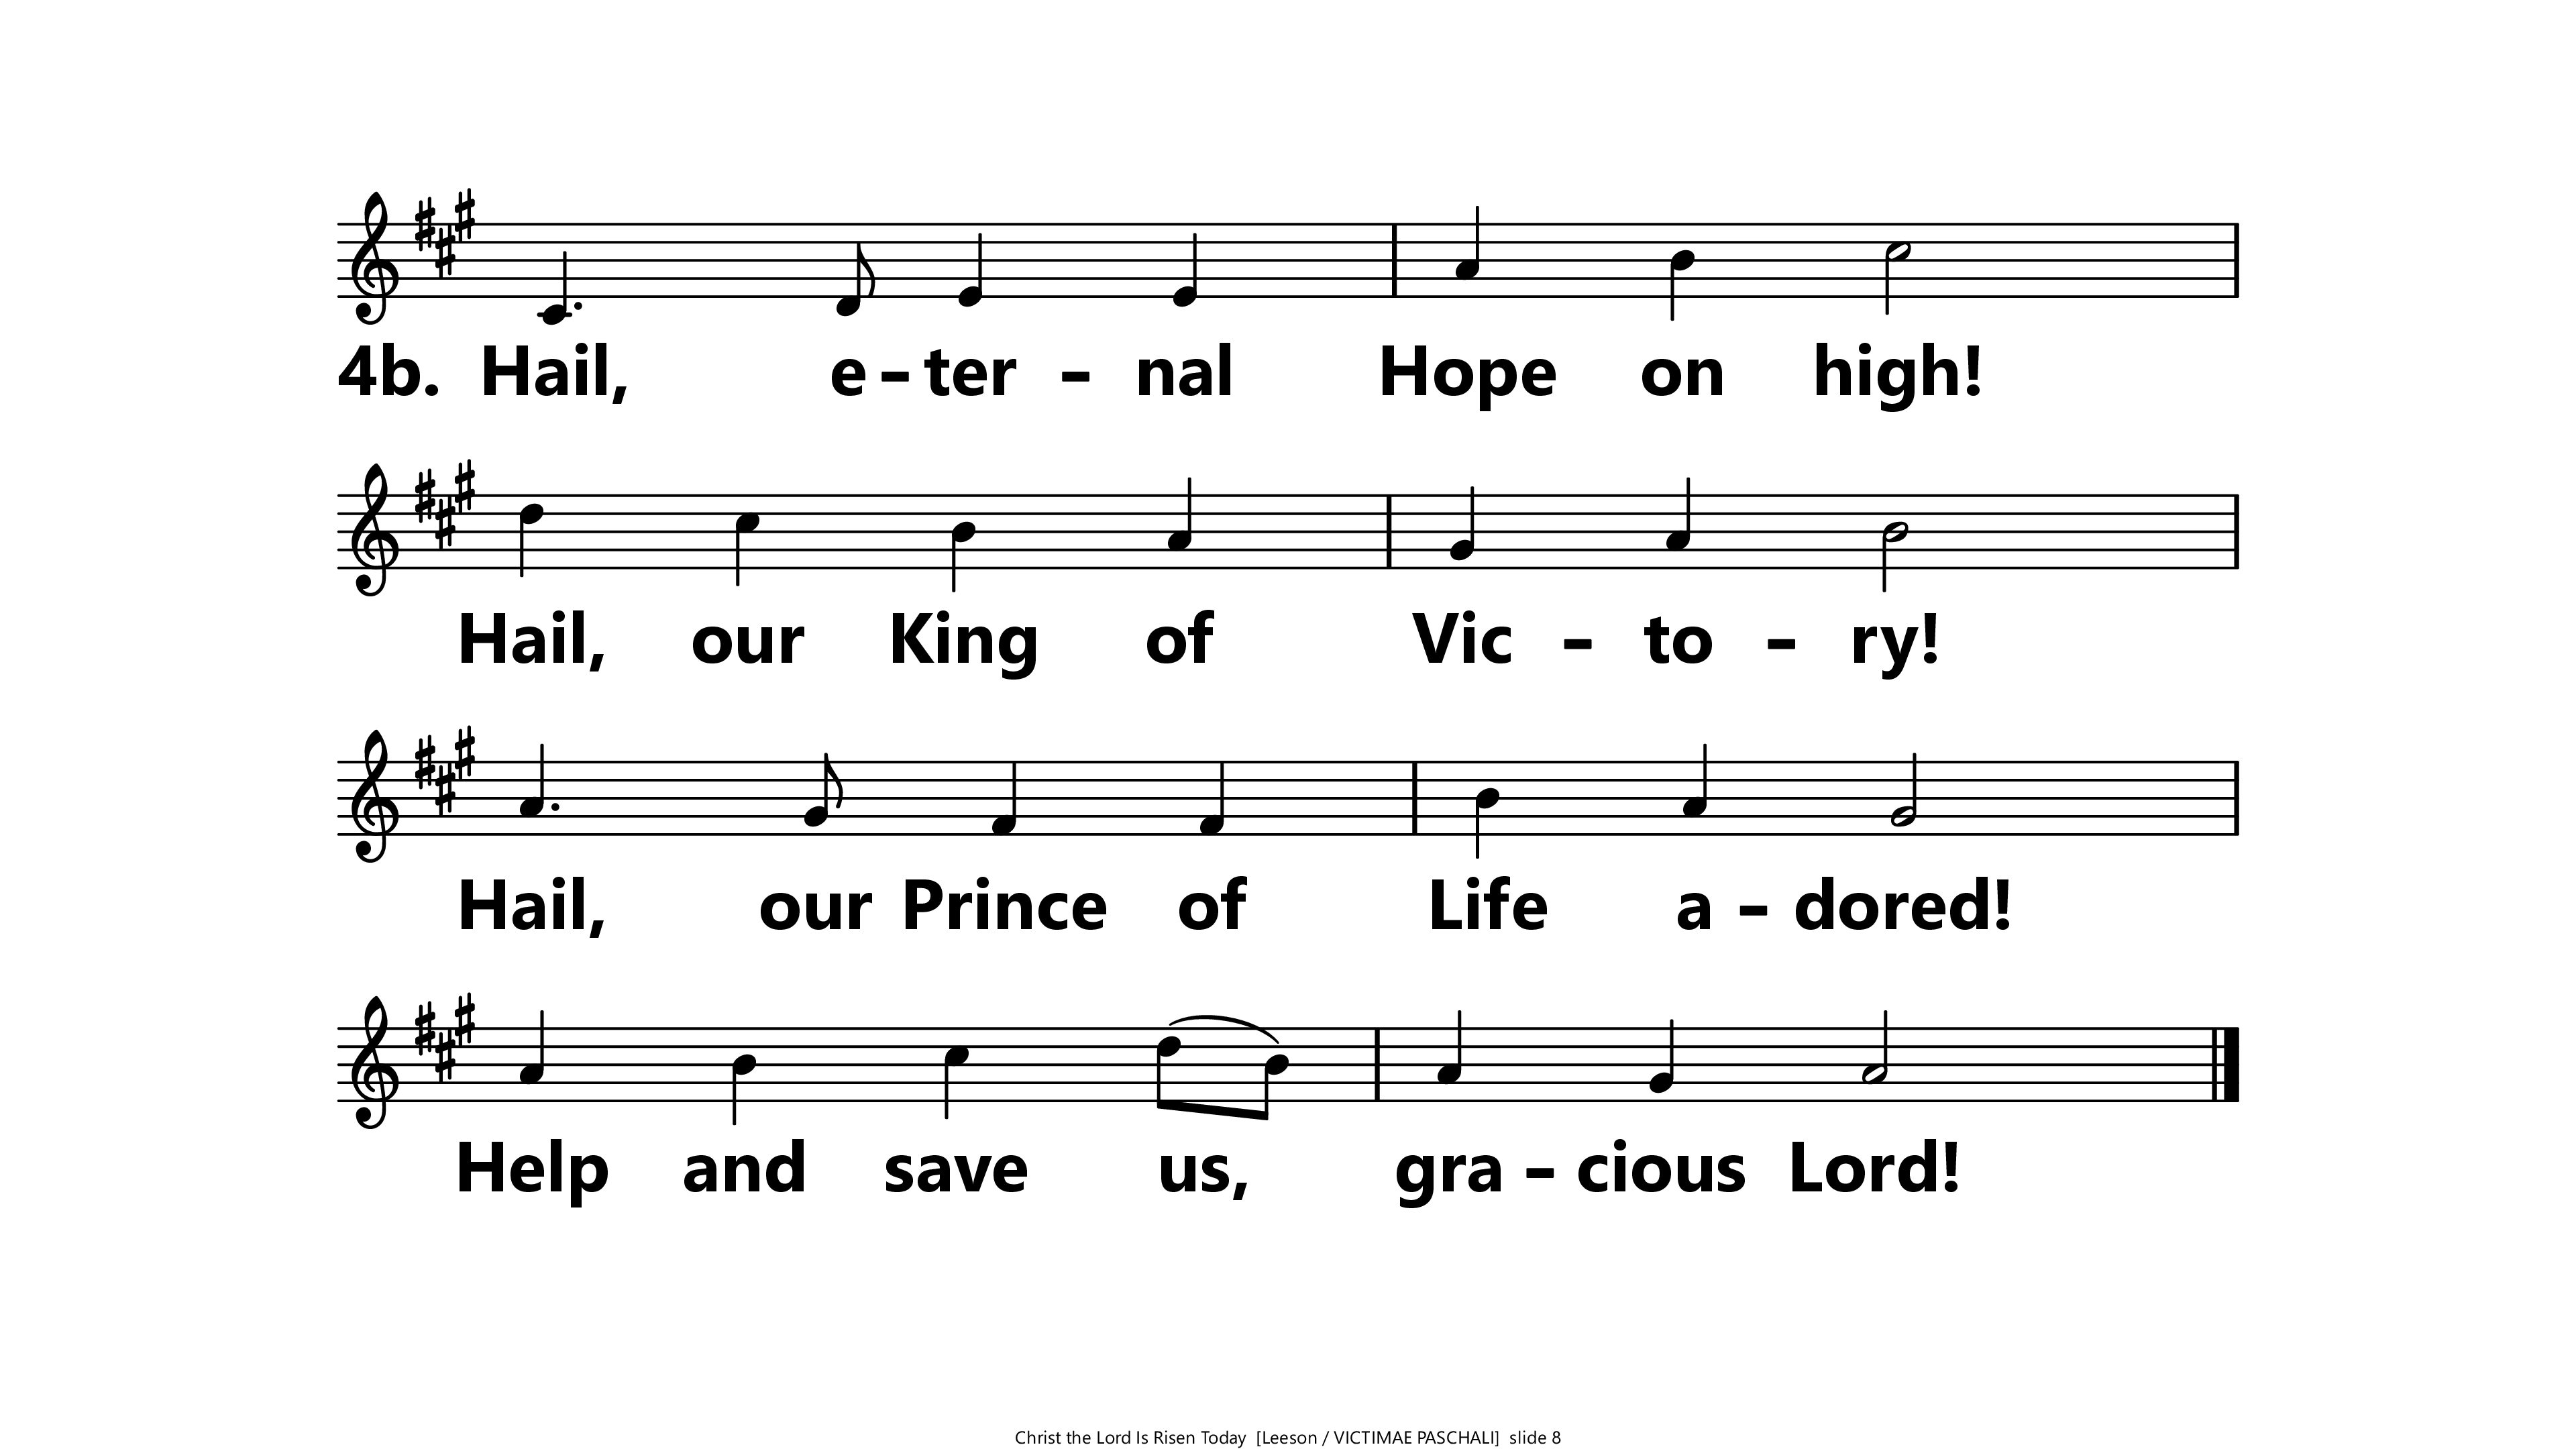 4b. Hail, e - ter - nal Hope on high!
Hail, our King of Vic - to - ry!
Hail, our Prince of Life a - dored!
Help and save us, gra - cious Lord!
Christ the Lord Is Risen Today [Leeson / VICTIMAE PASCHALI] slide 8